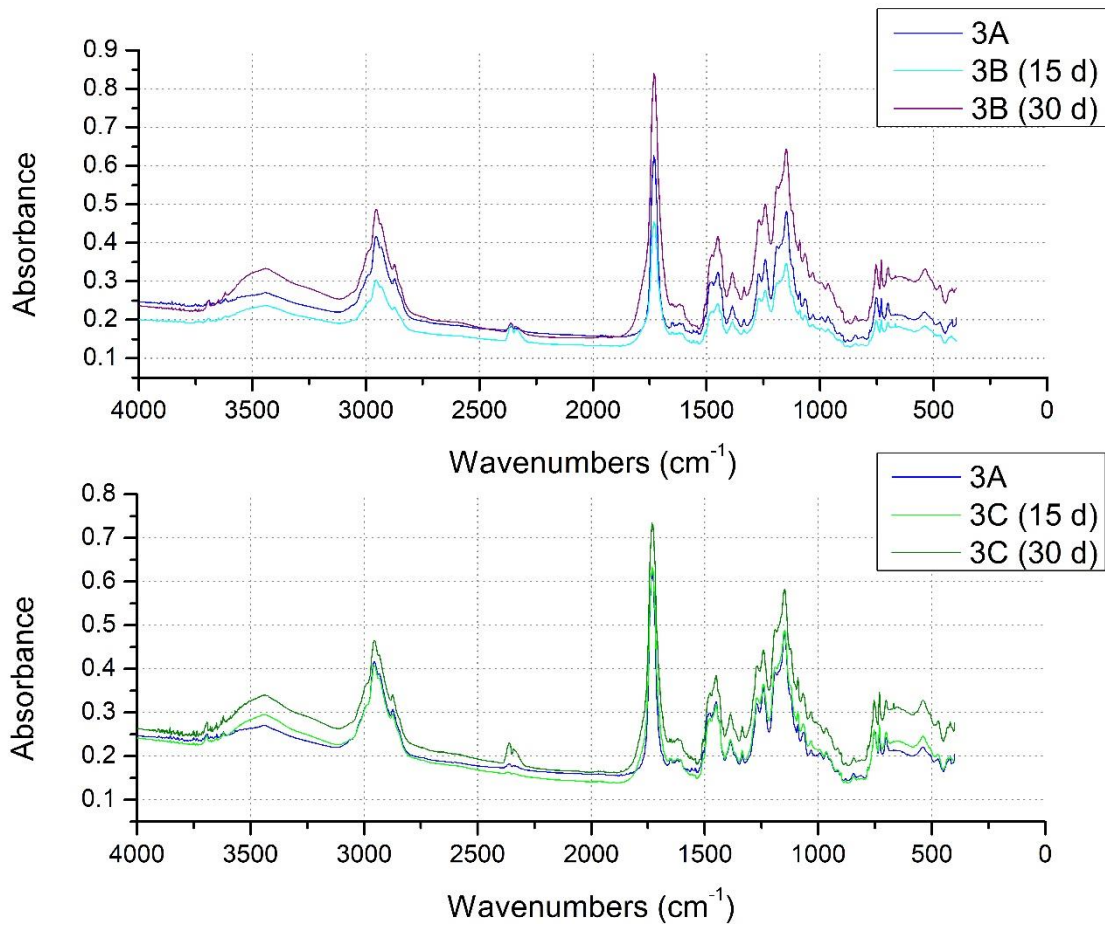 3A
3B (15 d)
3B (30 d)
0.9
0.8
0.7
0.6
0.5
0.4
0.3
0.2
0.1
Absorbance
4000 3500 3000 2500 2000 1500 1000 500 0
Wavenumbers (cm-1)
3A
3C (15 d)
3C (30 d)
0.8
0.7
0.6
0.5
0.4
0.3
0.2
0.1
Absorbance
4000 3500 3000 2500 2000 1500 1000 500 0
Wavenumbers (cm-1)